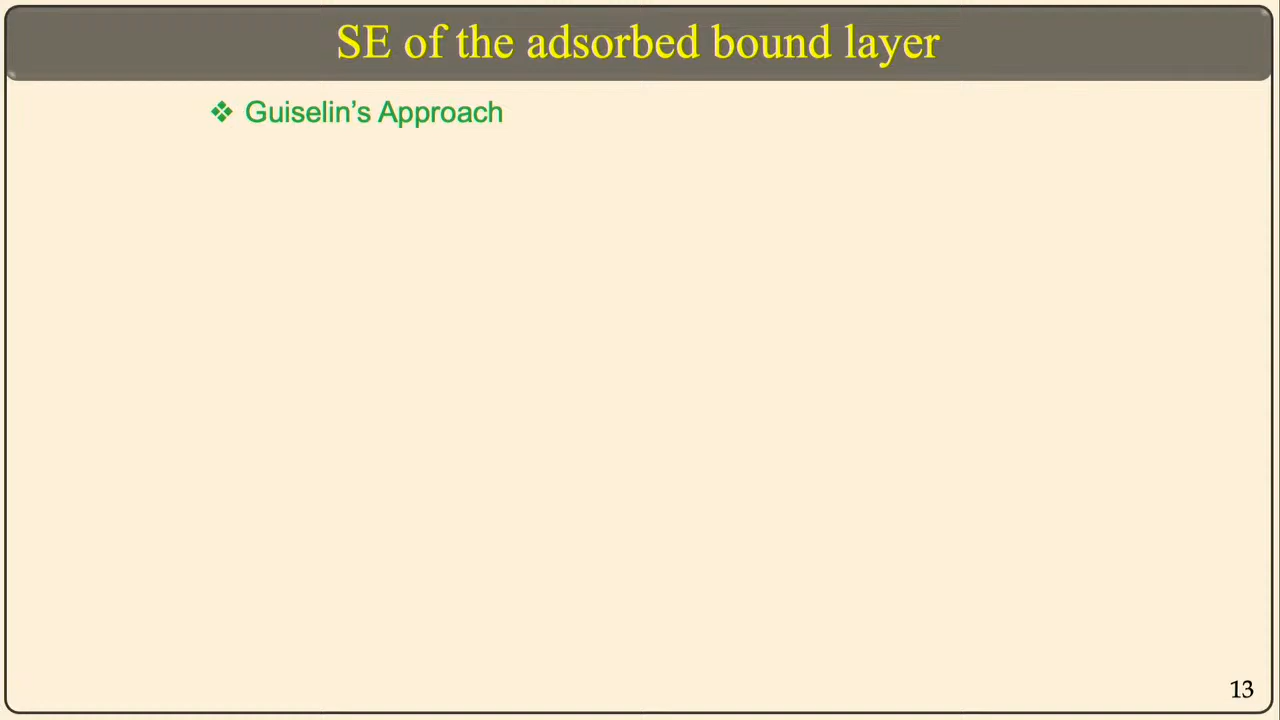 SE of the adsorbed bound layer
❖ Guiselin’s Approach
13